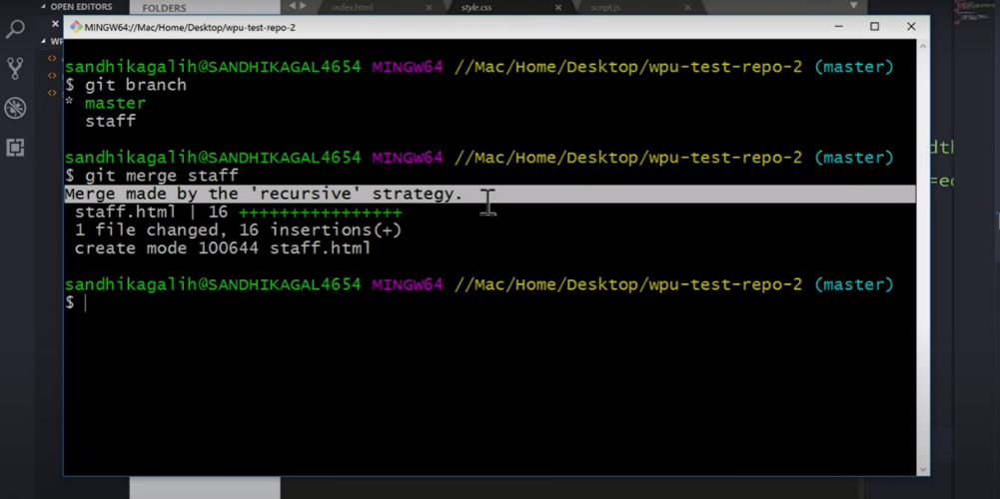 OPEN EDITORS
FOLDERS
index.html
style.css
script.js
MINGW64://Mac/Home/Desktop/wpu-test-repo-2
sandhikagalih@SANDHIKAGAL4654 MINGW64 //Mac/Home/Desktop/wpu-test-repo-2 (master)
$ git branch
* master
staff
sandhikagalih@SANDHIKAGAL4654 MINGW64 //Mac/Home/Desktop/wpu-test-repo-2 (master)
$ git merge staff
Merge made by the 'recursive' strategy.
staff.html | 16 ++++++++++++++++
1 file changed, 16 insertions(+)
create mode 100644 staff.html
sandhikagalih@SANDHIKAGAL4654 MINGW64 //Mac/Home/Desktop/wpu-test-repo-2 (master)
$